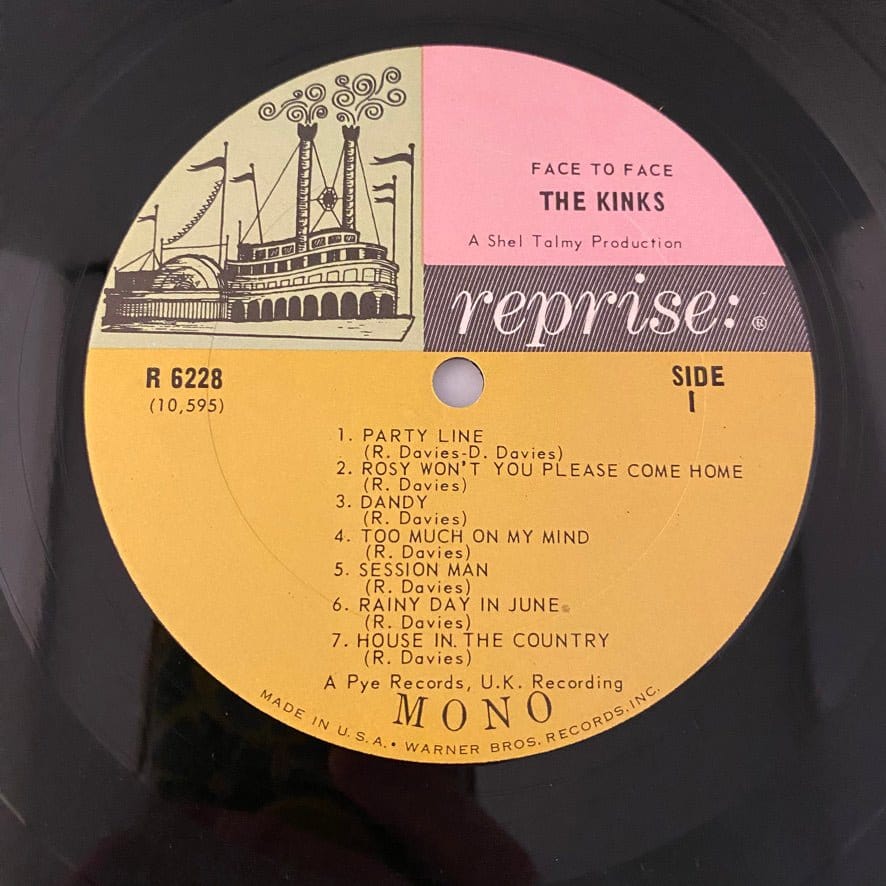 FACE TO FACE
THE KINKS
A Shel Talmy Production
reprise:®
R 6228
(10,595)
SIDE
1
1. PARTY LINE
(R. Davies-D. Davies)
2. ROSY WON'T YOU PLEASE COME HOME
(R. Davies)
3. DANDY
(R. Davies)
4. TOO MUCH ON MY MIND
(R. Davies)
5. SESSION MAN
(R. Davies)
6. RAINY DAY IN JUNE
(R. Davies)
7. HOUSE IN THE COUNTRY
(R. Davies)
A Pye Records, U.K. Recording
MONO
MADE IN U.S.A. • WARNER BROS. RECORDS, INC.